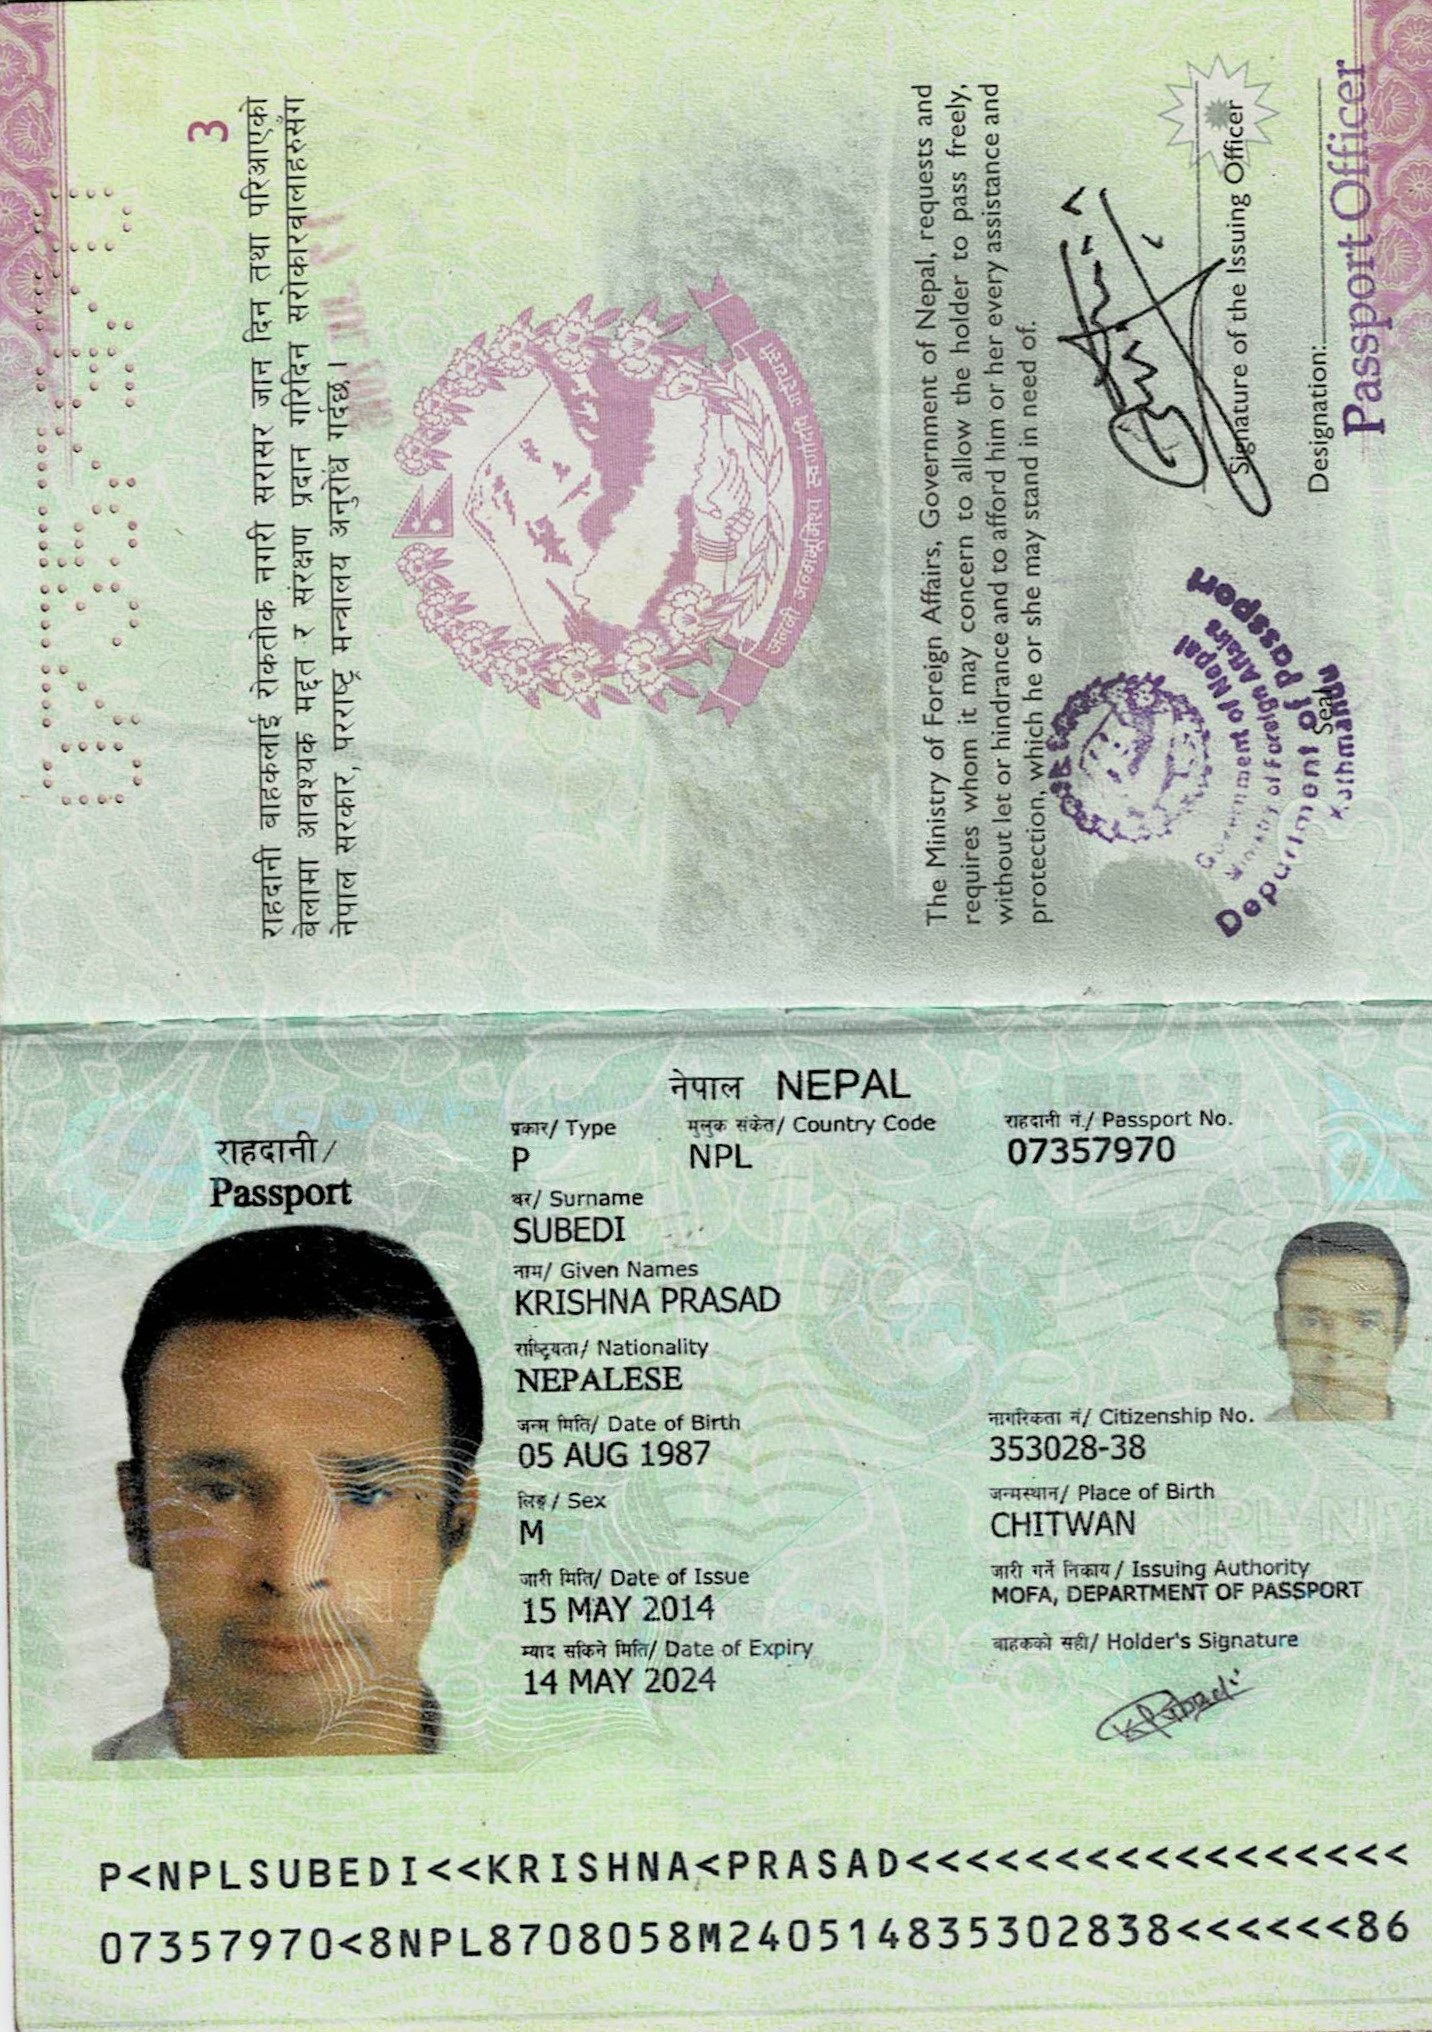 3
राहदानी बाहकलाई रोकतोक नगरी सरासर जान दिन तथा परिआएको
बेलामा आवश्यक मद्दत र संरक्षण प्रदान गरिदिन सरोकारवालाहरुसँग
नेपाल सरकार, परराष्ट्र मन्त्रालय अनुरोध गर्दछ ।
जननी जन्मभूमिश्च स्वर्गादपि गरीयसी
The Ministry of Foreign Affairs, Government of Nepal, requests and
requires whom it may concern to allow the holder to pass freely,
without let or hindrance and to afford him or her every assistance and
protection, which he or she may stand in need of.
Signature of the Issuing Officer
Designation:
Passport Officer
Government of Nepal
Ministry of Foreign Affairs
Department of Passport
Kathmandu
Seal
नेपाल NEPAL
राहदानी /
Passport
प्रकार/ Type
P
मुलुक संकेत/ Country Code
NPL
राहदानी नं./ Passport No.
07357970
थर/ Surname
SUBEDI
नाम/ Given Names
KRISHNA PRASAD
राष्ट्रियता/ Nationality
NEPALESE
जन्म मिति/ Date of Birth
05 AUG 1987
नागरिकता नं/ Citizenship No.
353028-38
लिङ्ग / Sex
M
जन्मस्थान/ Place of Birth
CHITWAN
जारी मिति/ Date of Issue
15 MAY 2014
जारी गर्ने निकाय / Issuing Authority
MOFA, DEPARTMENT OF PASSPORT
म्याद सकिने मिति/ Date of Expiry
14 MAY 2024
बाहकको सही/ Holder's Signature
P<NPLSUBEDI<<KRISHNA<PRASAD<<<<<<<<<<<<<<<<<
07357970<8NPL8708058M240514835302838<<<<<<86